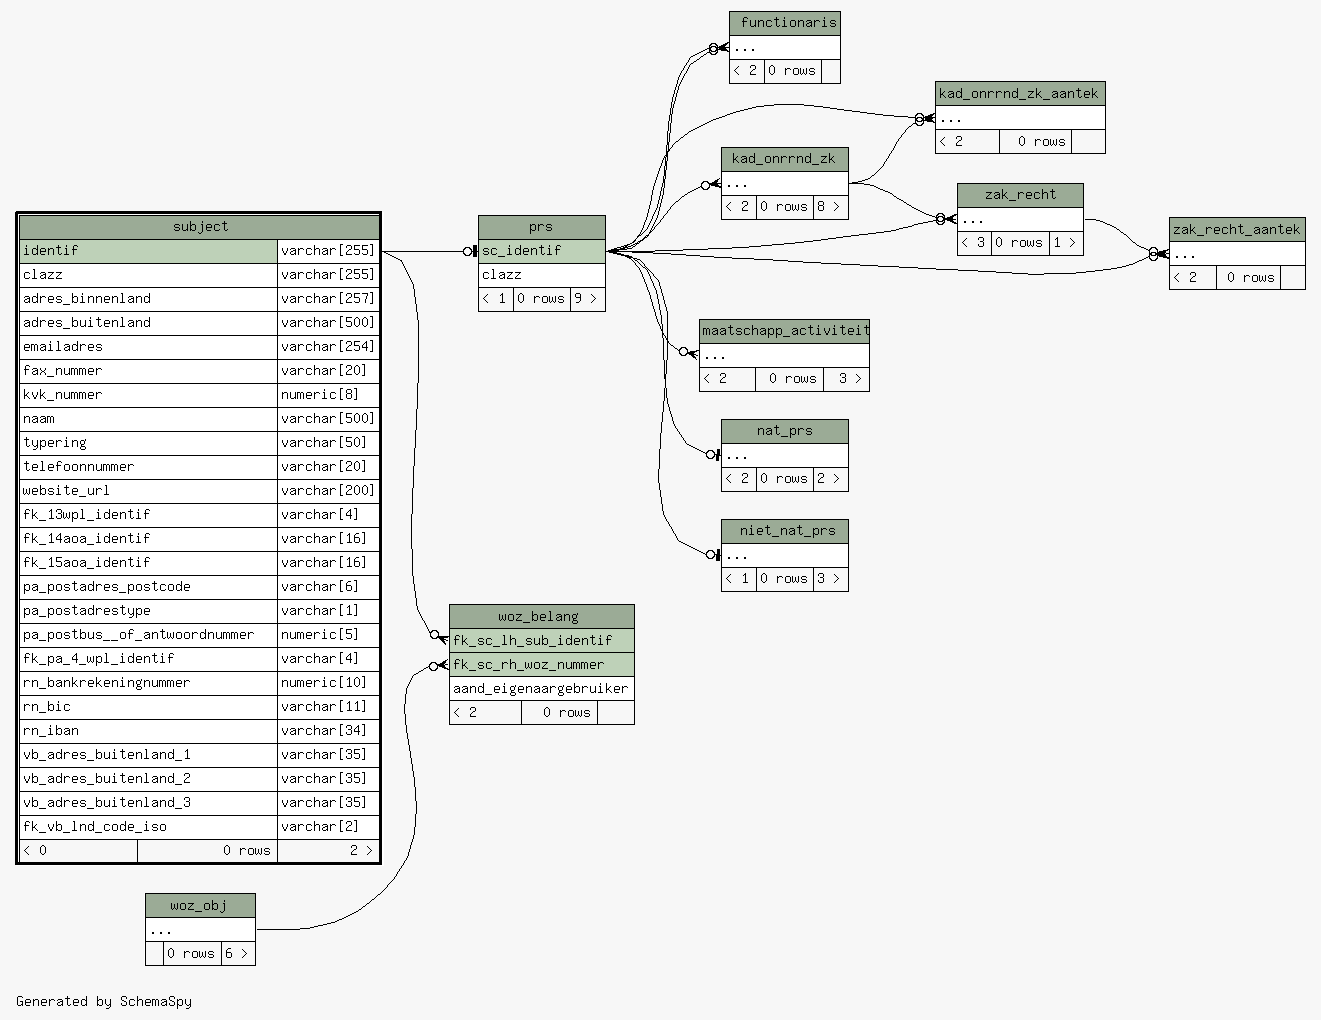 functionaris
...
< 2 0 rows
kad_onrrnd_zk_aantek
...
< 2 0 rows
kad_onrrnd_zk
...
< 2 0 rows 8 >
zak_recht
...
< 3 0 rows 1 >
zak_recht_aantek
...
< 2 0 rows
subject
identif varchar[255]
clazz varchar[255]
adres_binnenland varchar[257]
adres_buitenland varchar[500]
emailadres varchar[254]
fax_nummer varchar[20]
kvk_nummer numeric[8]
naam varchar[500]
typering varchar[50]
telefoonnummer varchar[20]
website_url varchar[200]
fk_13wpl_identif varchar[4]
fk_14aoa_identif varchar[16]
fk_15aoa_identif varchar[16]
pa_postadres_postcode varchar[6]
pa_postadrestype varchar[1]
pa_postbus__of_antwoordnummer numeric[5]
fk_pa_4_wpl_identif varchar[4]
rn_bankrekeningnummer numeric[10]
rn_bic varchar[11]
rn_iban varchar[34]
vb_adres_buitenland_1 varchar[35]
vb_adres_buitenland_2 varchar[35]
vb_adres_buitenland_3 varchar[35]
fk_vb_lnd_code_iso varchar[2]
< 0 0 rows 2 >
prs
sc_identif
clazz
< 1 0 rows 9 >
maatschapp_activiteit
...
< 2 0 rows 3 >
nat_prs
...
< 2 0 rows 2 >
niet_nat_prs
...
< 1 0 rows 3 >
woz_belang
fk_sc_lh_sub_identif
fk_sc_rh_woz_nummer
aand_eigenaargebruiker
< 2 0 rows
woz_obj
...
0 rows 6 >
Generated by SchemaSpy